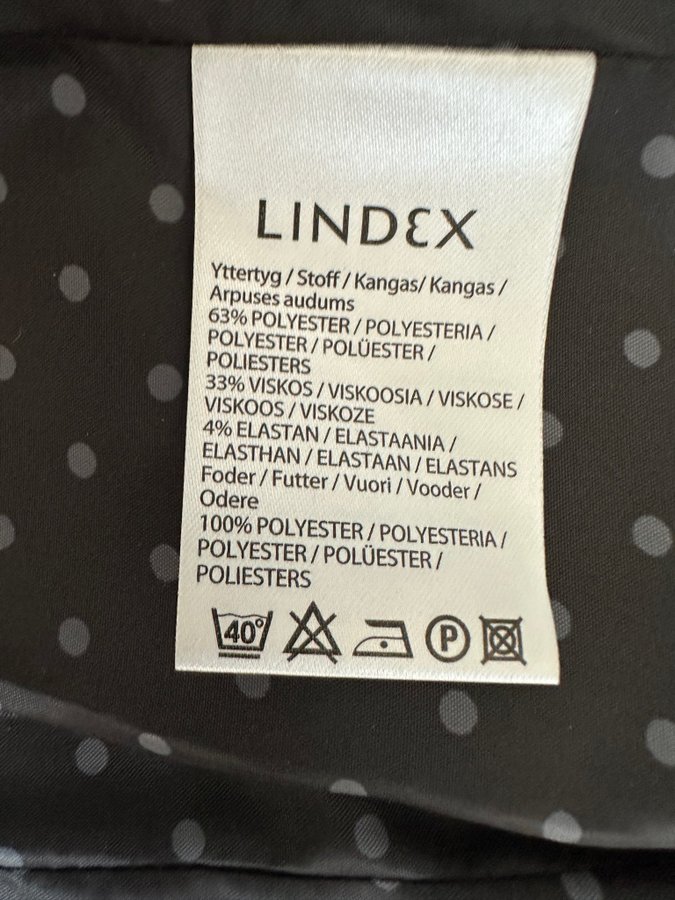 LINDEX
Yttertyg / Stoff / Kangas/ Kangas /
Arpuses audums
63% POLYESTER / POLYESTERIA /
POLYESTER / POLÜESTER /
POLIESTERS
33% VISKOS / VISKOOSIA / VISKOSE /
VISKOOS / VISKOZE
4% ELASTAN / ELASTAANIA /
ELASTHAN / ELASTAAN / ELASTANS
Foder / Futter / Vuori / Vooder /
Odere
100% POLYESTER / POLYESTERIA /
POLYESTER / POLÜESTER /
POLIESTERS
40° P